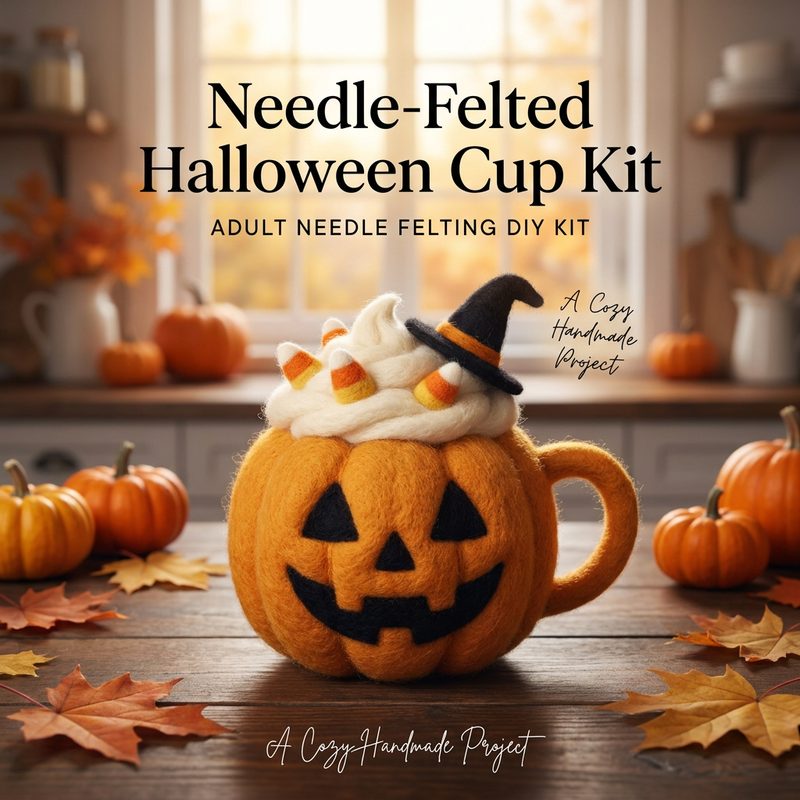 Needle-Felted
Halloween Cup Kit
ADULT NEEDLE FELTING DIY KIT
A Cozy
Handmade
Project
A Cozy Handmade Project